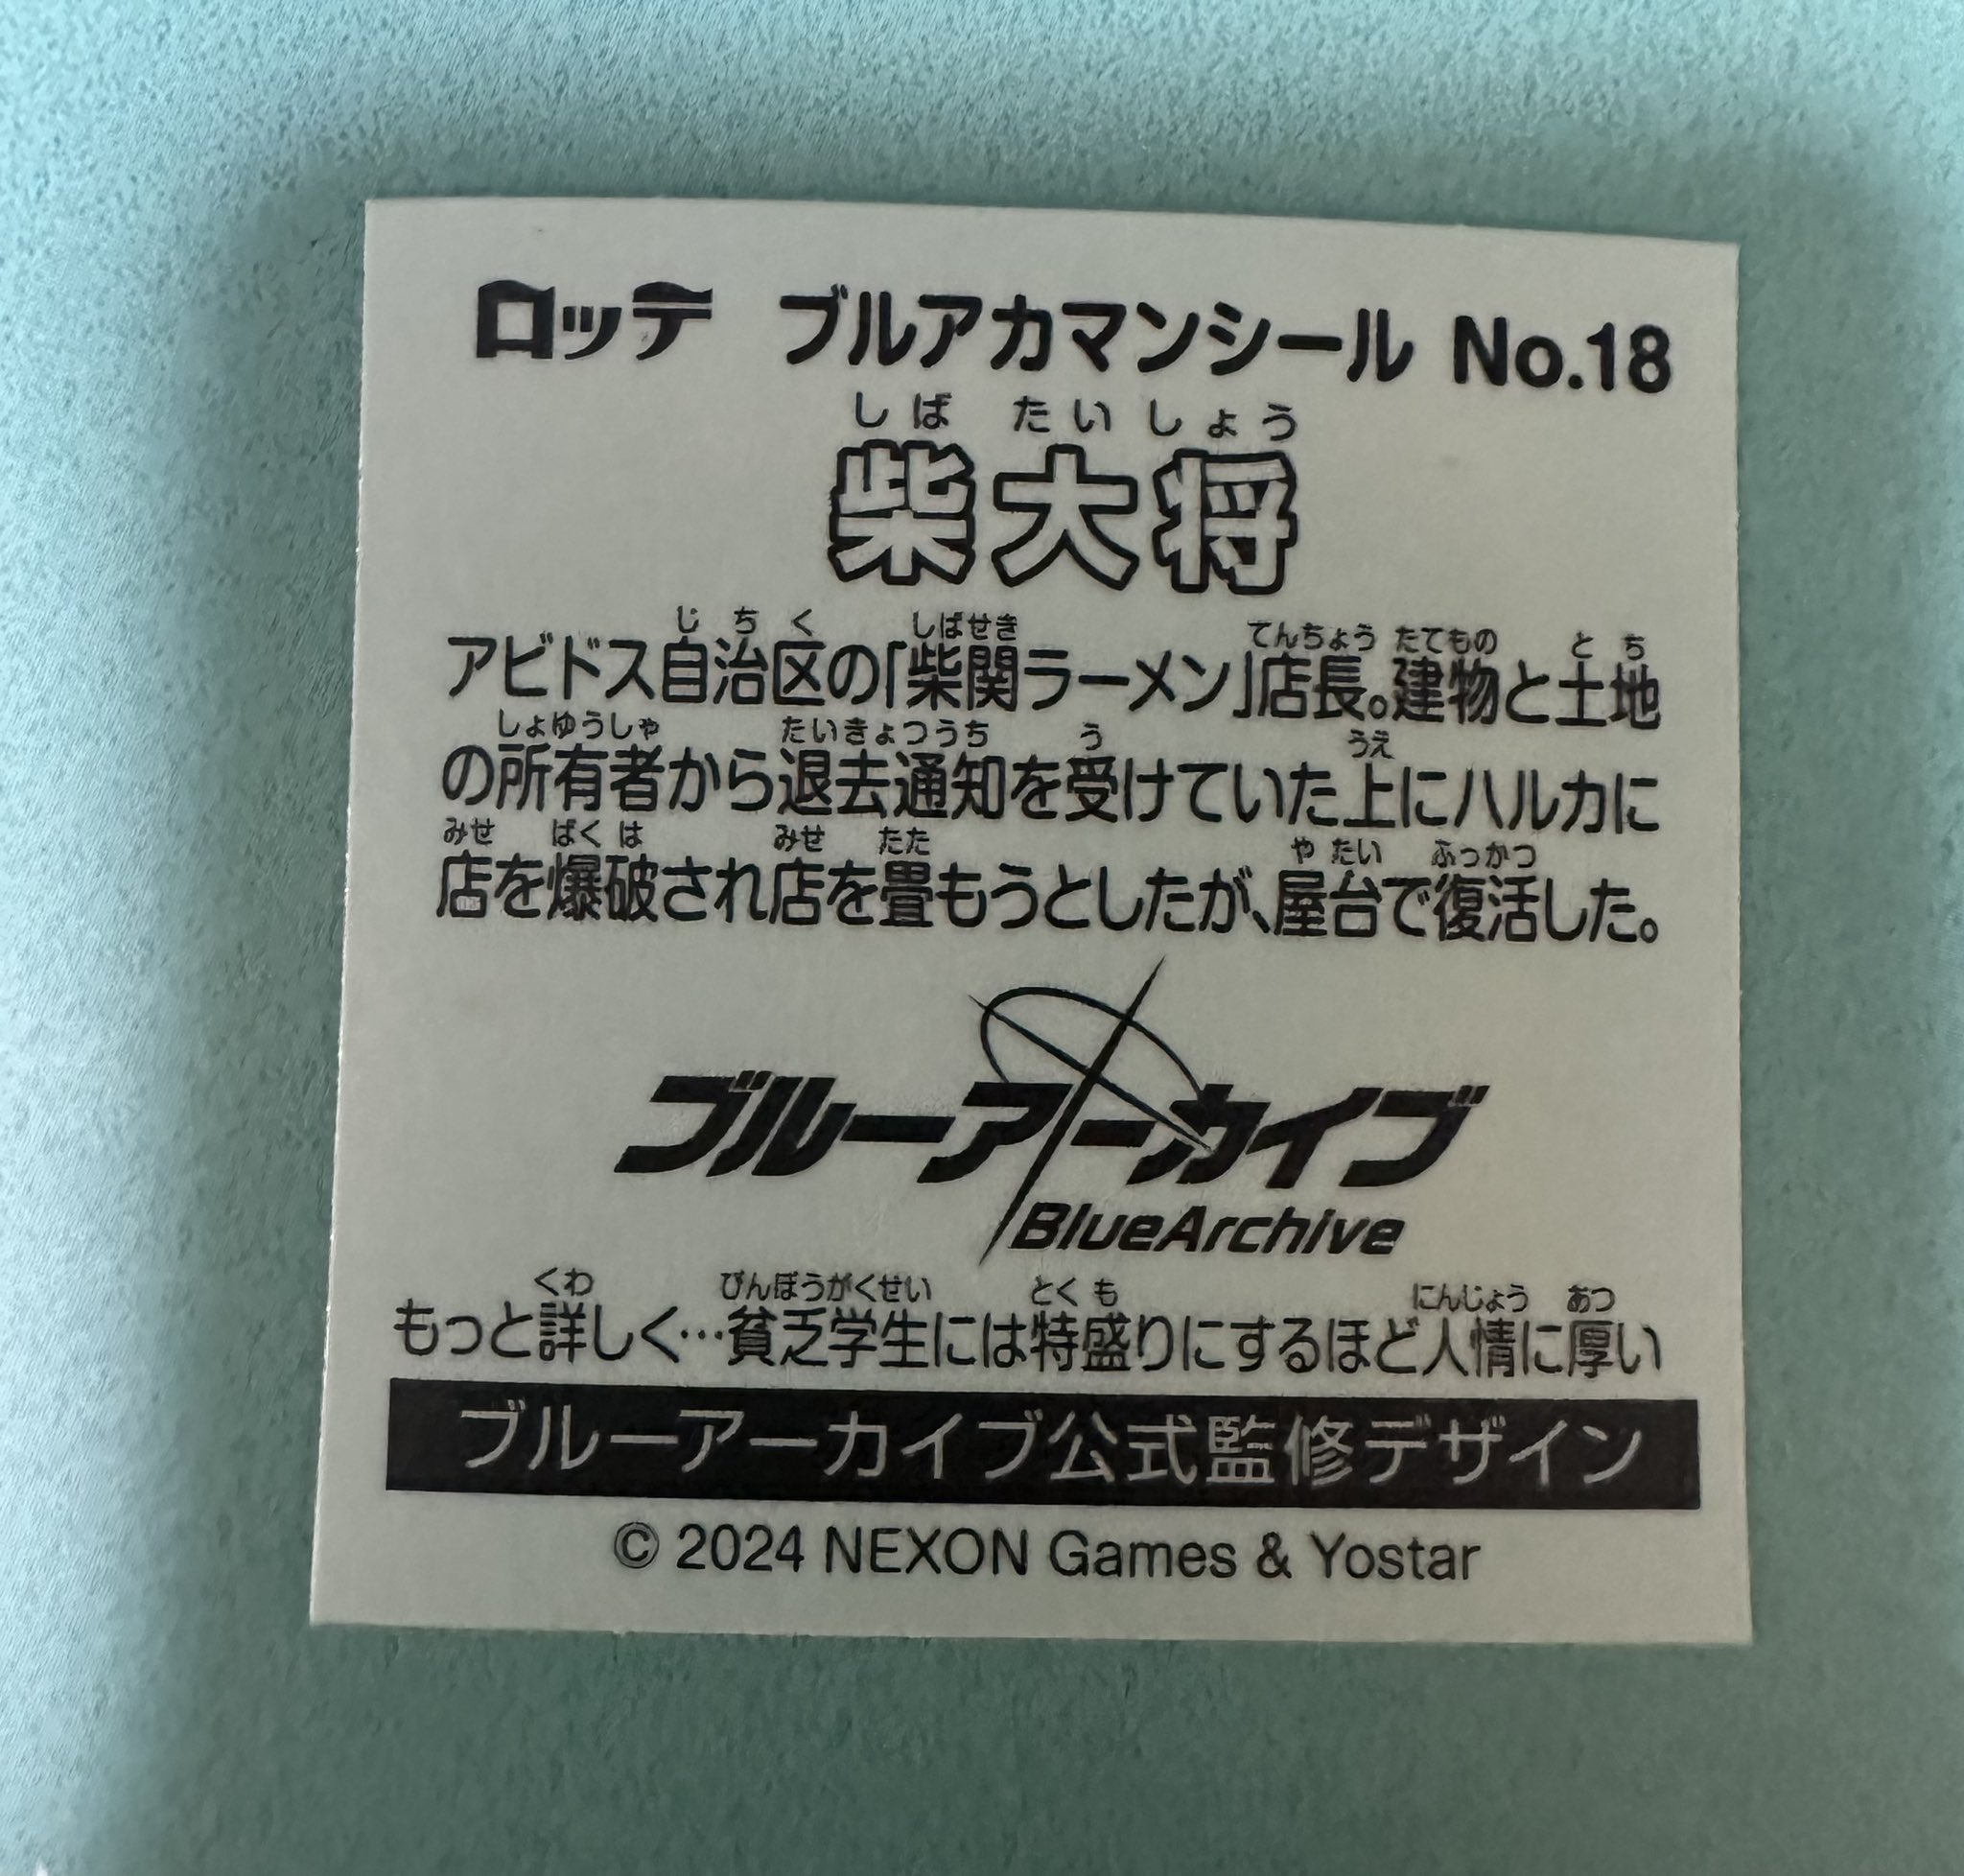 ロッテ ブルアカマンシール No.18
しば たいしょう
柴大将
じちく しばせき てんちょう たてもの とち
アビドス自治区の「柴関ラーメン」店長。建物と土地
しょゆうしゃ たいきょつうち う うえ
の所有者から退去通知を受けていた上にハルカに
みせ ばくは みせ たた やたい ふっかつ
店を爆破され店を畳もうとしたが、屋台で復活した。
ブルーアーカイブ
BlueArchive
くわ びんぼうがくせい とくも にんじょう あつ
もっと詳しく…貧乏学生には特盛りにするほど人情に厚い
ブルーアーカイブ公式監修デザイン
© 2024 NEXON Games & Yostar